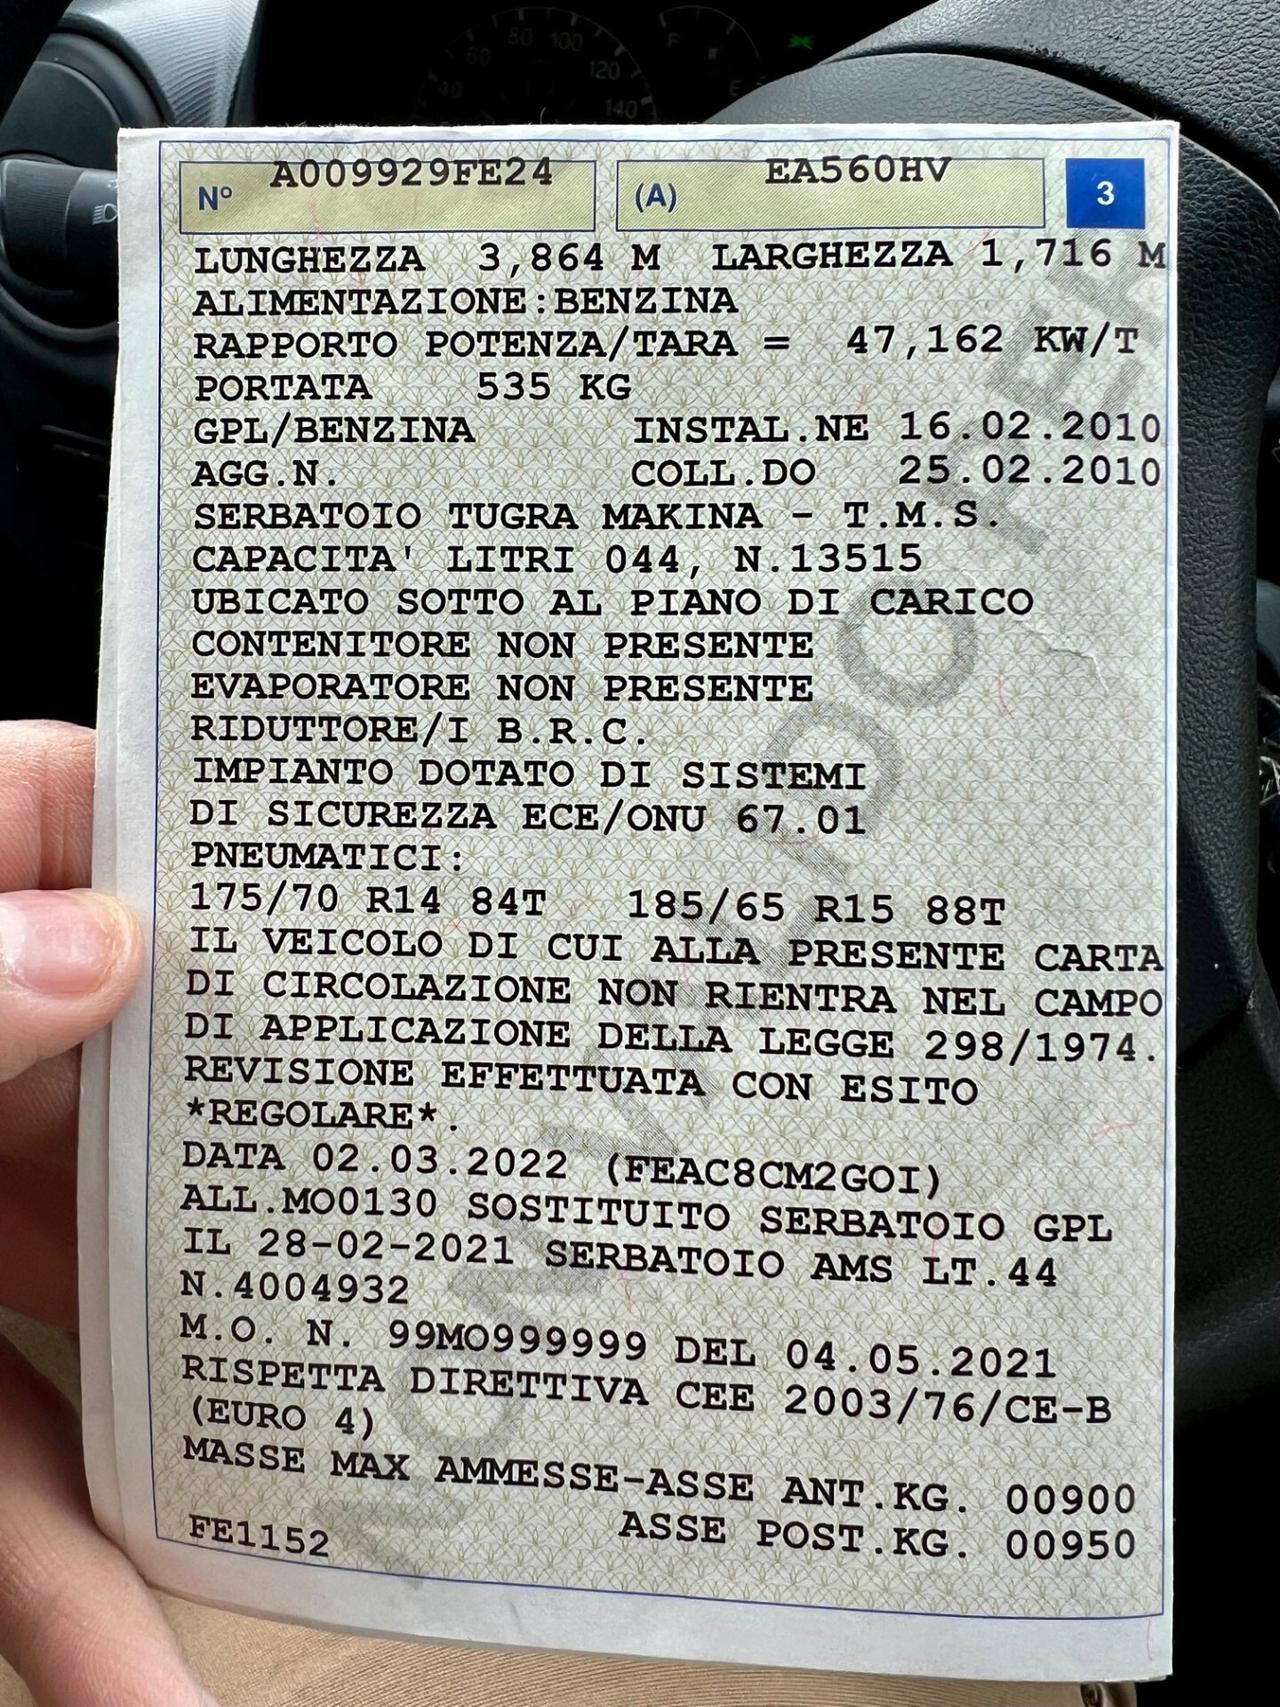 80 100
60 120
40 140
F
E
Nº A009929FE24 (A) EA560HV 3
LUNGHEZZA 3,864 M LARGHEZZA 1,716 M
ALIMENTAZIONE:BENZINA
RAPPORTO POTENZA/TARA = 47,162 KW/T
PORTATA 535 KG
GPL/BENZINA INSTAL.NE 16.02.2010
AGG.N. COLL.DO 25.02.2010
SERBATOIO TUGRA MAKINA - T.M.S.
CAPACITA' LITRI 044, N.13515
UBICATO SOTTO AL PIANO DI CARICO
CONTENITORE NON PRESENTE
EVAPORATORE NON PRESENTE
RIDUTTORE/I B.R.C.
IMPIANTO DOTATO DI SISTEMI
DI SICUREZZA ECE/ONU 67.01
PNEUMATICI:
175/70 R14 84T 185/65 R15 88T
IL VEICOLO DI CUI ALLA PRESENTE CARTA
DI CIRCOLAZIONE NON RIENTRA NEL CAMPO
DI APPLICAZIONE DELLA LEGGE 298/1974.
REVISIONE EFFETTUATA CON ESITO
*REGOLARE*.
DATA 02.03.2022 (FEAC8CM2GOI)
ALL.MO0130 SOSTITUITO SERBATOIO GPL
IL 28-02-2021 SERBATOIO AMS LT.44
N.4004932
M.O. N. 99MO999999 DEL 04.05.2021
RISPETTA DIRETTIVA CEE 2003/76/CE-B
(EURO 4)
MASSE MAX AMMESSE-ASSE ANT.KG. 00900
FE1152 ASSE POST.KG. 00950